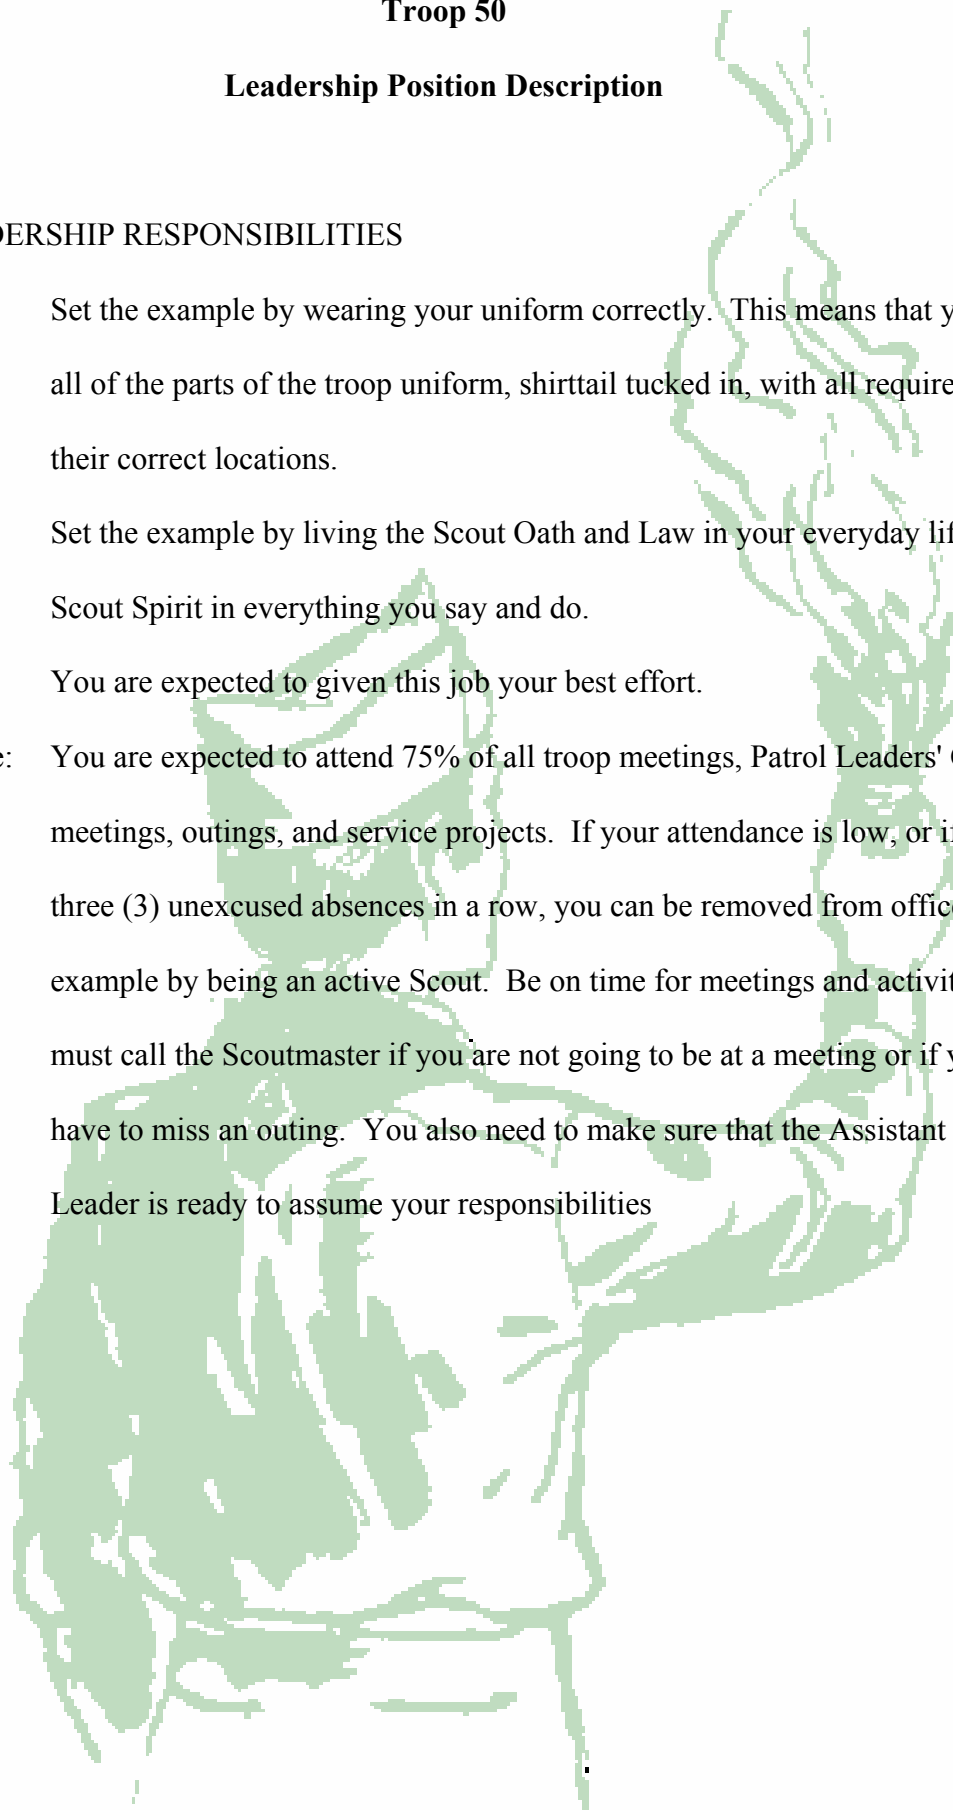 Troop 50
Leadership Position Description
DERSHIP RESPONSIBILITIES
Set the example by wearing your uniform correctly. This means that y
all of the parts of the troop uniform, shirttail tucked in, with all require
their correct locations.
Set the example by living the Scout Oath and Law in your everyday lif
Scout Spirit in everything you say and do.
You are expected to given this job your best effort.
e: You are expected to attend 75% of all troop meetings, Patrol Leaders'
meetings, outings, and service projects. If your attendance is low, or i
three (3) unexcused absences in a row, you can be removed from offic
example by being an active Scout. Be on time for meetings and activit
must call the Scoutmaster if you are not going to be at a meeting or if y
have to miss an outing. You also need to make sure that the Assistant
Leader is ready to assume your responsibilities